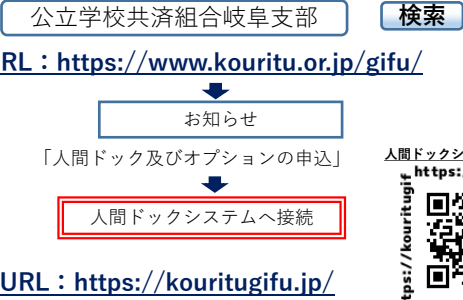 公立学校共済組合岐阜支部
検索
RL：https://www.kouritu.or.jp/gifu/
お知らせ
「人間ドック及びオプションの申込」
人間ドックシ
https:/
人間ドックシステムへ接続
tps://kouritugif
URL：https://kouritugifu.jp/